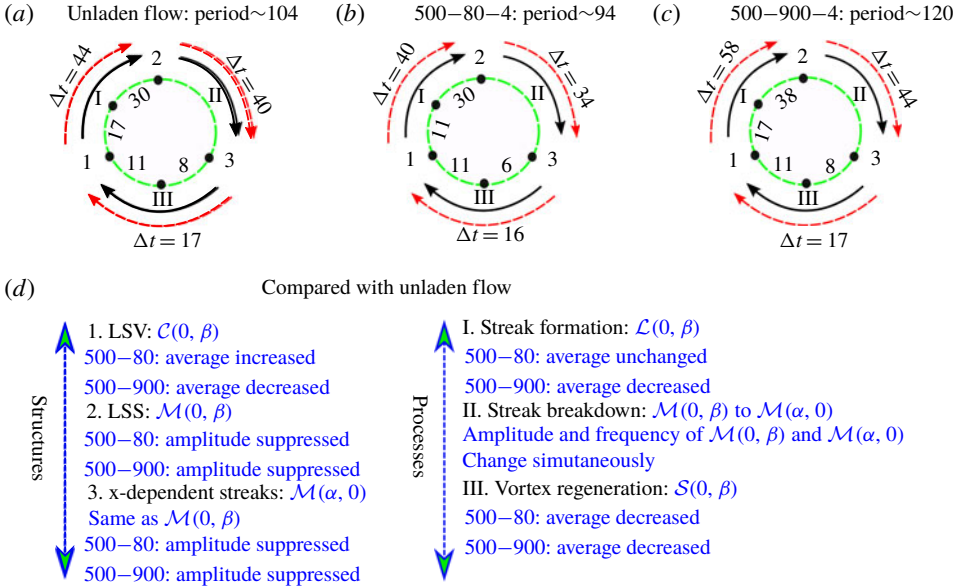 (a) Unladen flow: period~104
Δt = 44
2
Δt = 40
I
30
II
17
1
11
8
3
III
Δt = 17
(b) 500−80−4: period~94
Δt = 40
2
Δt = 34
I
30
II
11
1
11
6
3
III
Δt = 16
(c) 500−900−4: period~120
Δt = 58
2
Δt = 44
I
38
II
17
1
11
8
3
III
Δt = 17
(d) Compared with unladen flow
Structures
1. LSV: C(0, β)
500−80: average increased
500−900: average decreased
2. LSS: M(0, β)
500−80: amplitude suppressed
500−900: amplitude suppressed
3. x-dependent streaks: M(α, 0)
Same as M(0, β)
500−80: amplitude suppressed
500−900: amplitude suppressed
Processes
I. Streak formation: L(0, β)
500−80: average unchanged
500−900: average decreased
II. Streak breakdown: M(0, β) to M(α, 0)
Amplitude and frequency of M(0, β) and M(α, 0)
Change simutaneously
III. Vortex regeneration: S(0, β)
500−80: average decreased
500−900: average decreased